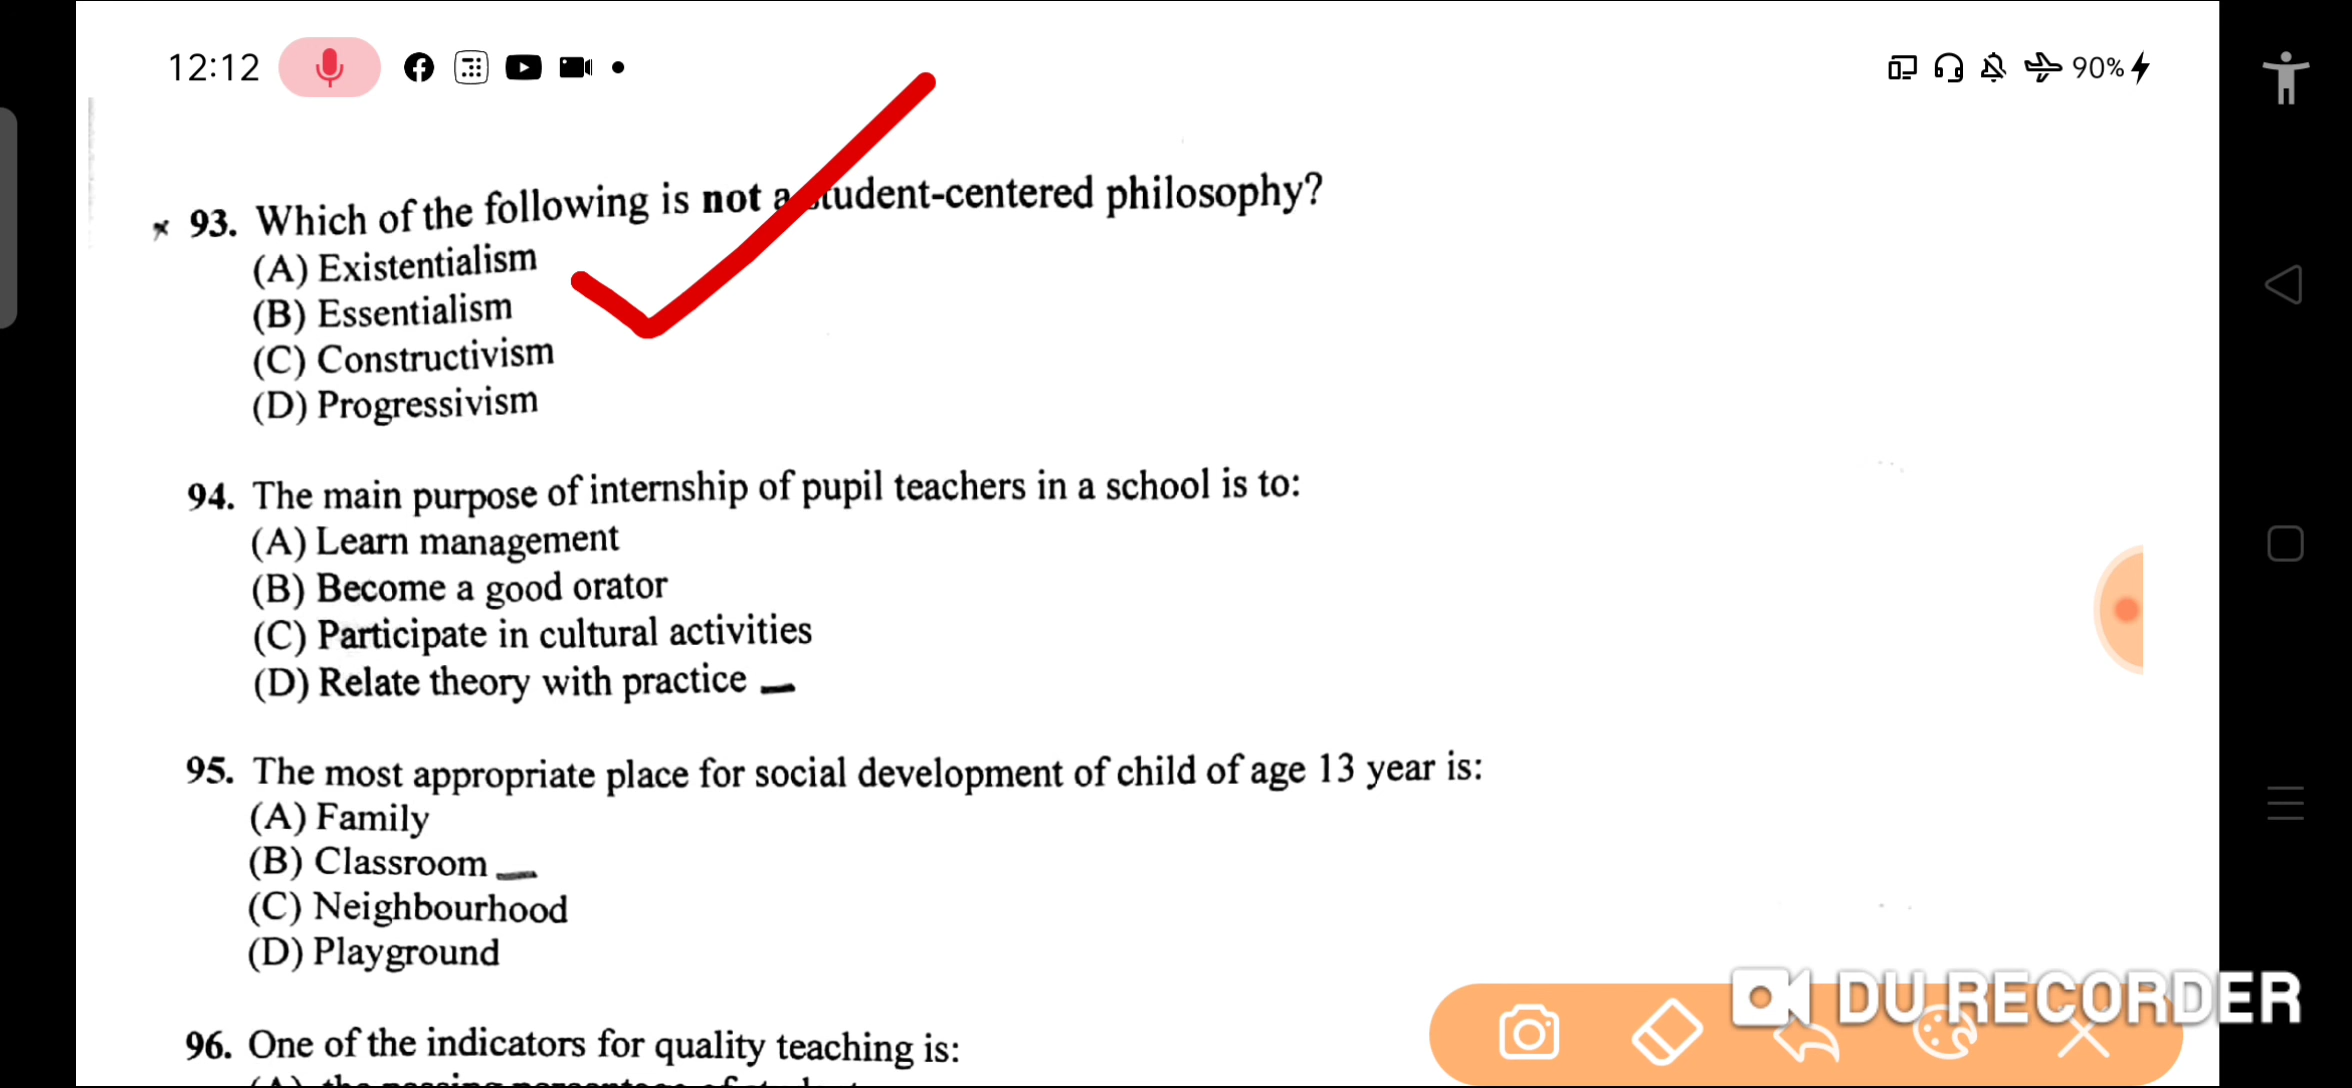 12:12
90%
93. Which of the following is not a student-centered philosophy?
(A) Existentialism
(B) Essentialism
(C) Constructivism
(D) Progressivism
94. The main purpose of internship of pupil teachers in a school is to:
(A) Learn management
(B) Become a good orator
(C) Participate in cultural activities
(D) Relate theory with practice
95. The most appropriate place for social development of child of age 13 year is:
(A) Family
(B) Classroom
(C) Neighbourhood
(D) Playground
DU RECORDER
96. One of the indicators for quality teaching is: